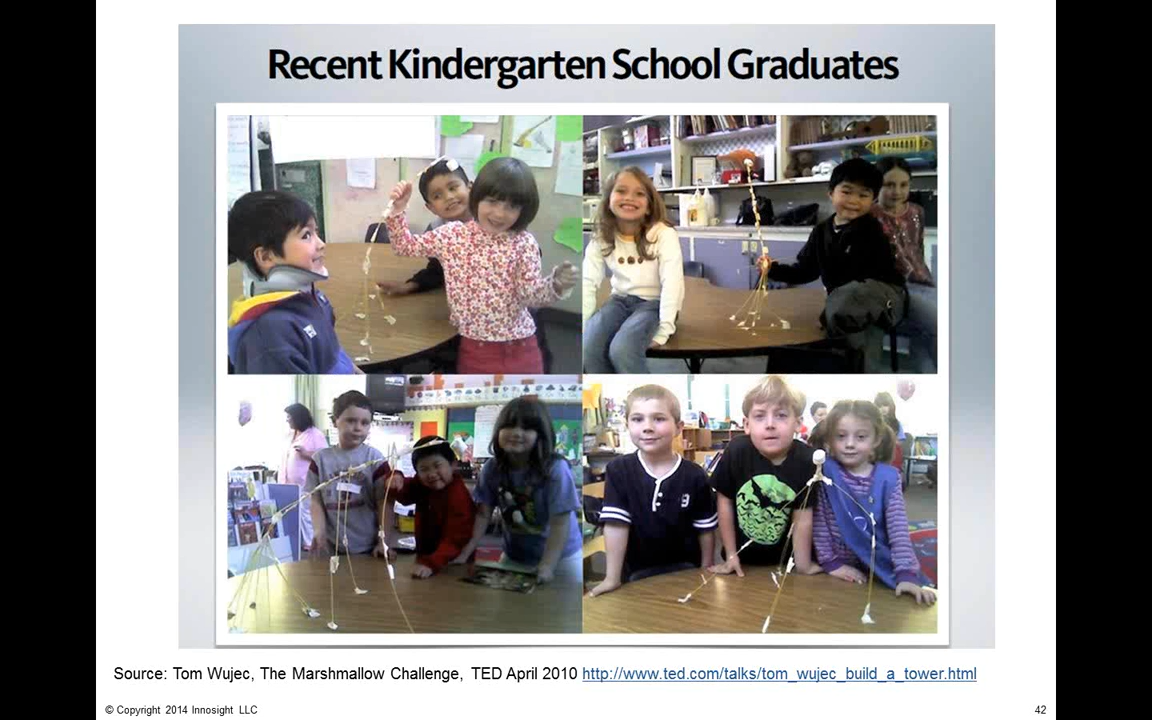 Recent Kindergarten School Graduates
Source: Tom Wujec, The Marshmallow Challenge, TED April 2010 http://www.ted.com/talks/tom_wujec_build_a_tower.html
© Copyright 2014 Innosight LLC
42